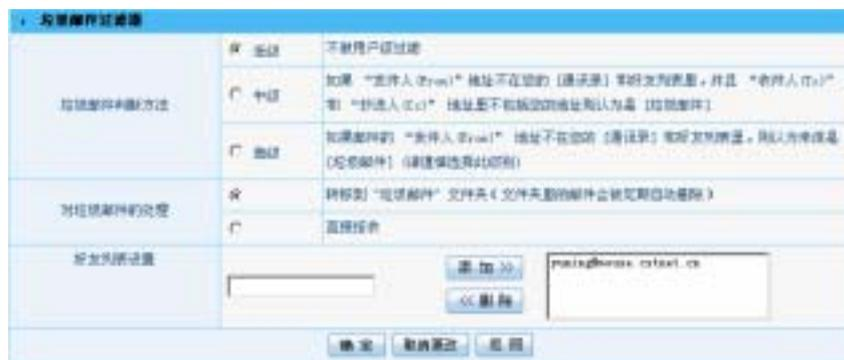 垃圾邮件过滤器
垃圾邮件判断方法
低级
不做用户级过滤
中级
如果 “发件人(From)” 地址不在您的 [通讯录] 和好友列表里，并且 “收件人(To)”
和 “抄送人(Cc)” 地址里不包括您的地址则认为是 [垃圾邮件]
高级
如果邮件的 “发件人(From)” 地址不在您的 [通讯录] 和好友列表里，则认为来信是
[垃圾邮件] (请谨慎选择此级别)
对垃圾邮件的处理
转移到“垃圾邮件”文件夹(文件夹里的邮件会被定期自动删除)
直接拒收
好友列表设置
添 加 >>
<< 删 除
确 定
取消更改
返 回